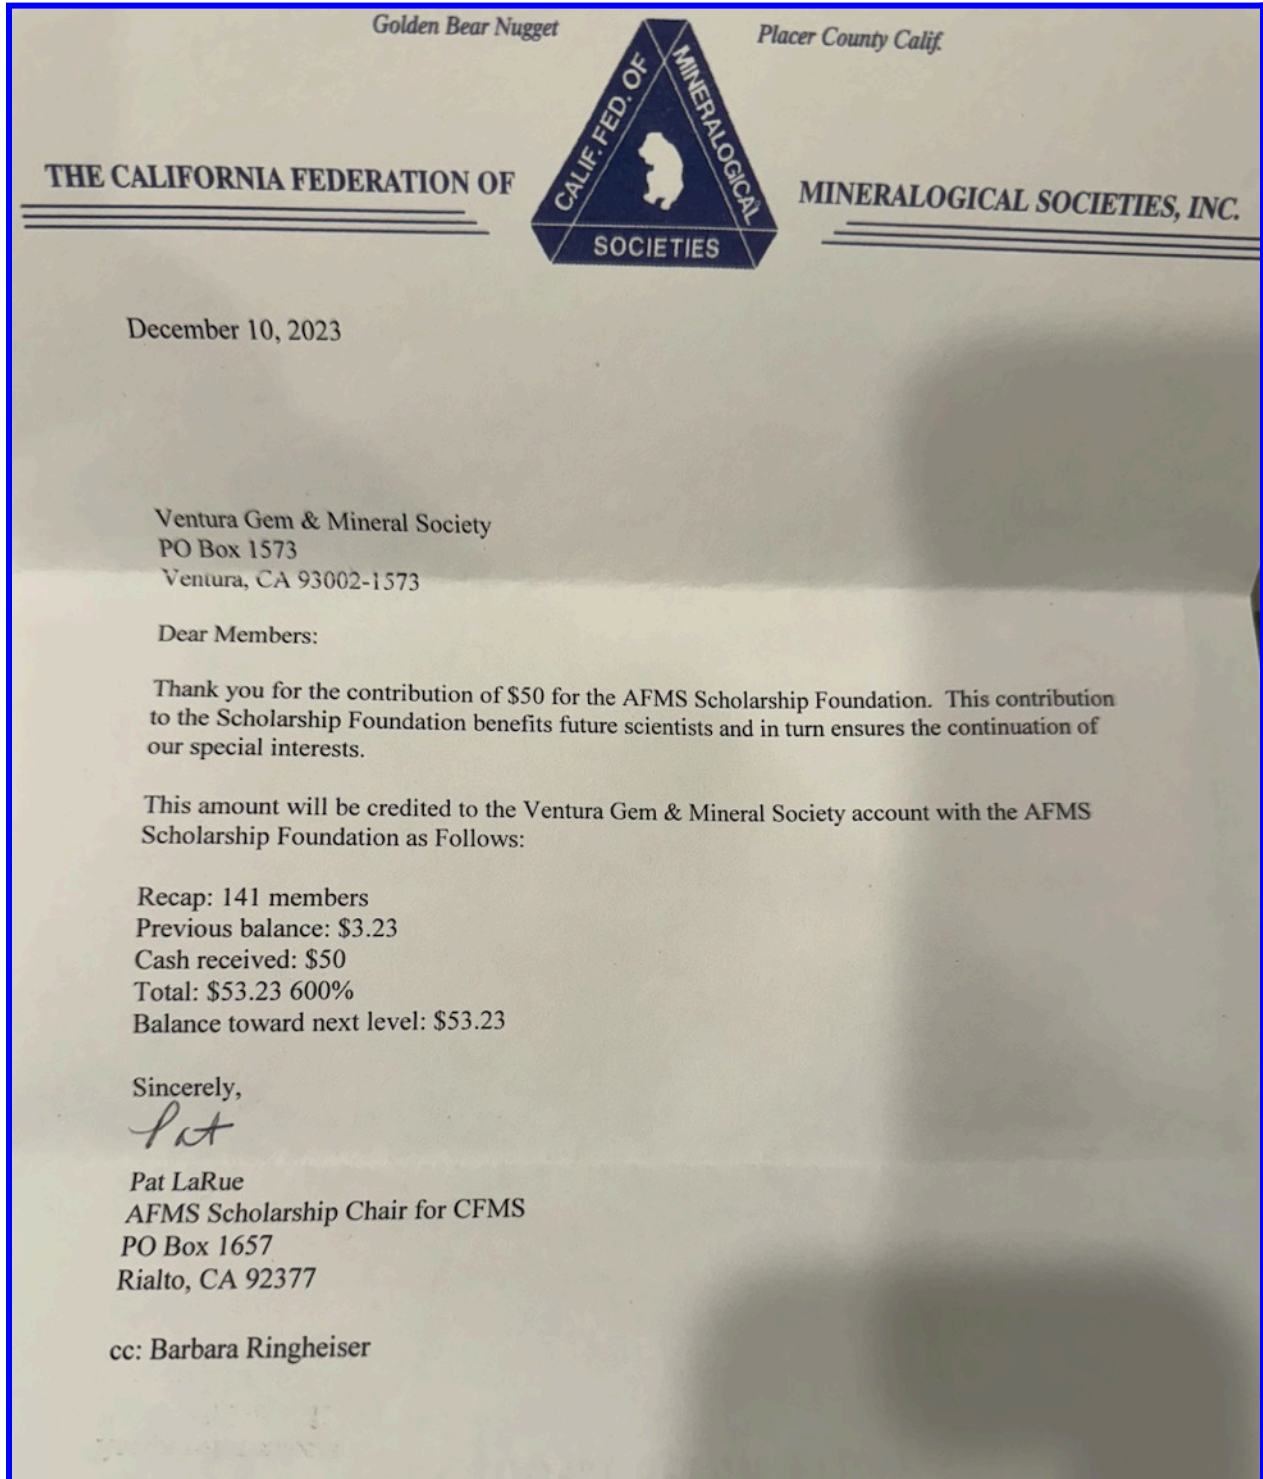 Golden Bear Nugget
Placer County Calif.
CALIF. FED. OF
MINERALOGICAL
SOCIETIES
THE CALIFORNIA FEDERATION OF
MINERALOGICAL SOCIETIES, INC.
December 10, 2023
Ventura Gem & Mineral Society
PO Box 1573
Ventura, CA 93002-1573
Dear Members:
Thank you for the contribution of $50 for the AFMS Scholarship Foundation. This contribution
to the Scholarship Foundation benefits future scientists and in turn ensures the continuation of
our special interests.
This amount will be credited to the Ventura Gem & Mineral Society account with the AFMS
Scholarship Foundation as Follows:
Recap: 141 members
Previous balance: $3.23
Cash received: $50
Total: $53.23 600%
Balance toward next level: $53.23
Sincerely,
Pat
Pat LaRue
AFMS Scholarship Chair for CFMS
PO Box 1657
Rialto, CA 92377
cc: Barbara Ringheiser